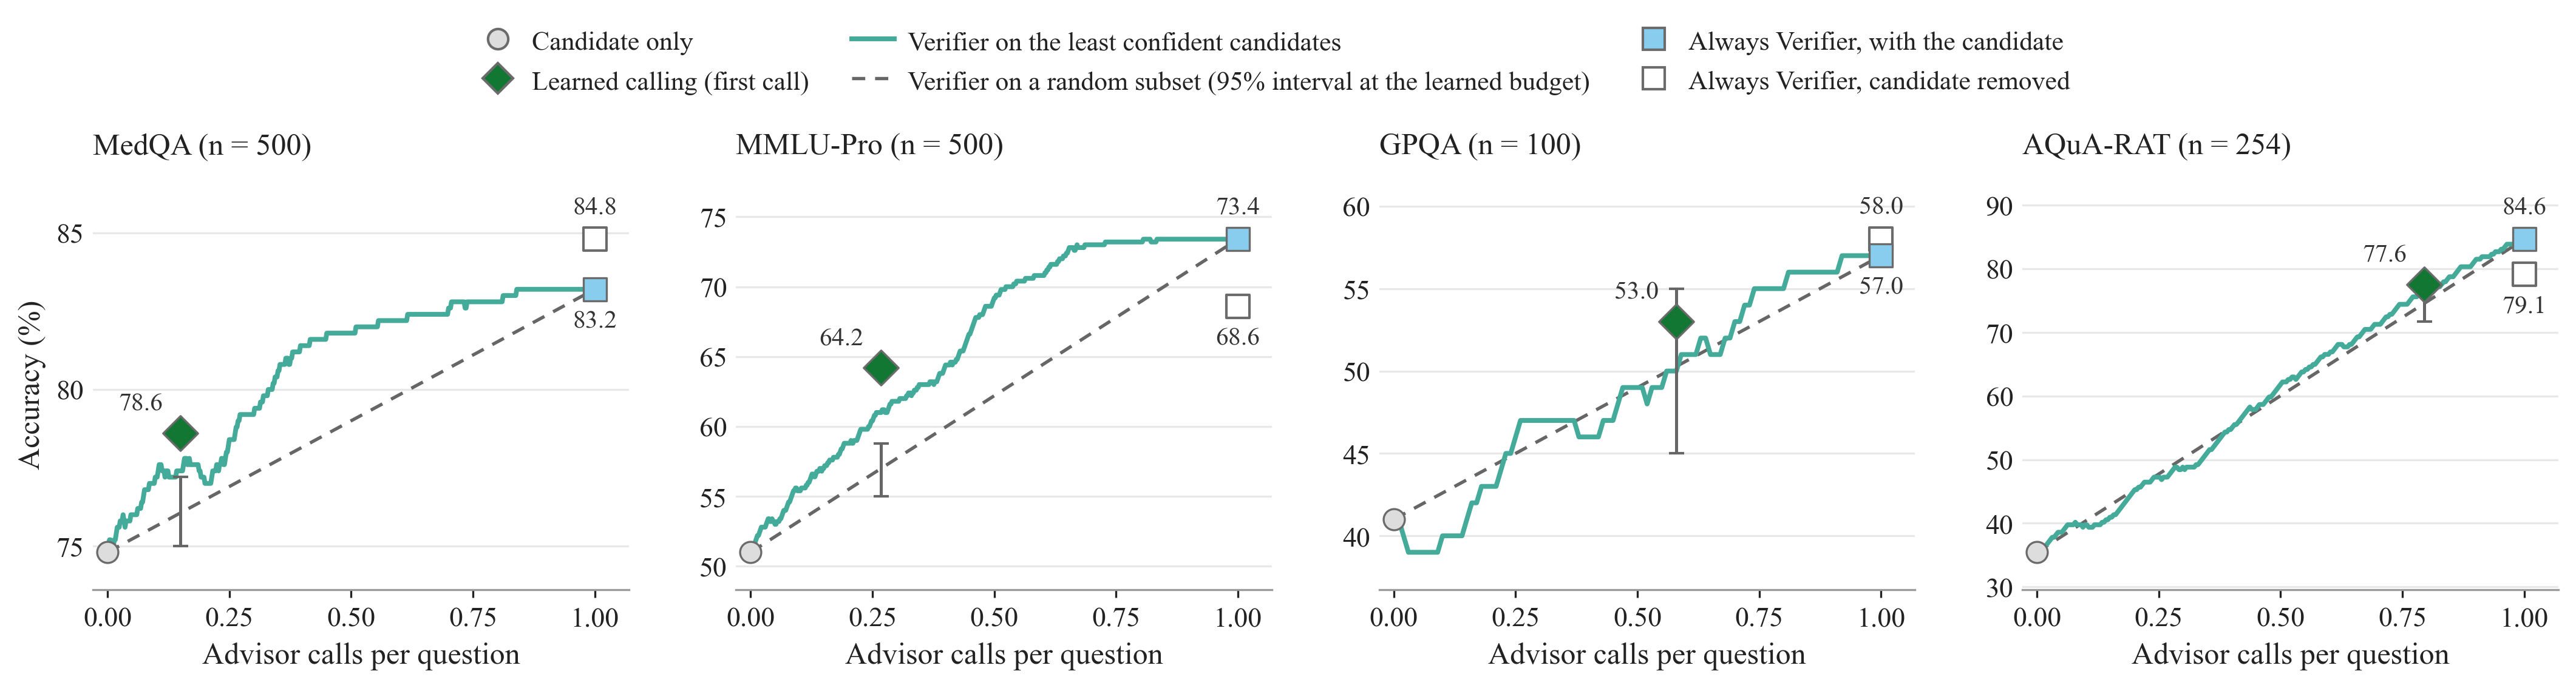 Candidate only
Learned calling (first call)
Verifier on the least confident candidates
Verifier on a random subset (95% interval at the learned budget)
Always Verifier, with the candidate
Always Verifier, candidate removed
MedQA (n = 500)
Accuracy (%)
85
80
75
84.8
83.2
78.6
0.00 0.25 0.50 0.75 1.00
Advisor calls per question
MMLU-Pro (n = 500)
75
70
65
60
55
50
73.4
68.6
64.2
0.00 0.25 0.50 0.75 1.00
Advisor calls per question
GPQA (n = 100)
60
55
50
45
40
58.0
57.0
53.0
0.00 0.25 0.50 0.75 1.00
Advisor calls per question
AQuA-RAT (n = 254)
90
80
70
60
50
40
30
84.6
79.1
77.6
0.00 0.25 0.50 0.75 1.00
Advisor calls per question